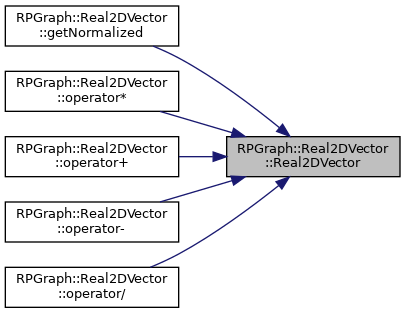 RPGraph::Real2DVector
::getNormalized
RPGraph::Real2DVector
::operator*
RPGraph::Real2DVector
::operator+
RPGraph::Real2DVector
::operator-
RPGraph::Real2DVector
::operator/
RPGraph::Real2DVector
::Real2DVector